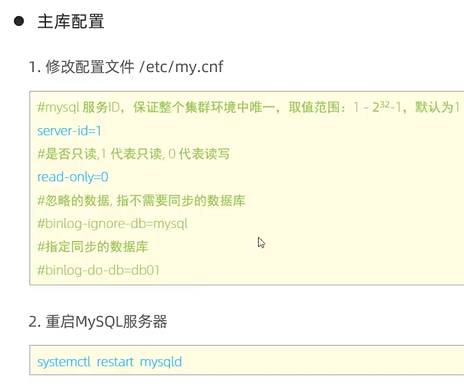 主库配置
1. 修改配置文件 /etc/my.cnf
#mysql 服务ID，保证整个集群环境中唯一，取值范围：1 – 2³²-1，默认为1
server-id=1
#是否只读,1 代表只读, 0 代表读写
read-only=0
#忽略的数据, 指不需要同步的数据库
#binlog-ignore-db=mysql
#指定同步的数据库
#binlog-do-db=db01
2. 重启MySQL服务器
systemctl restart mysqld